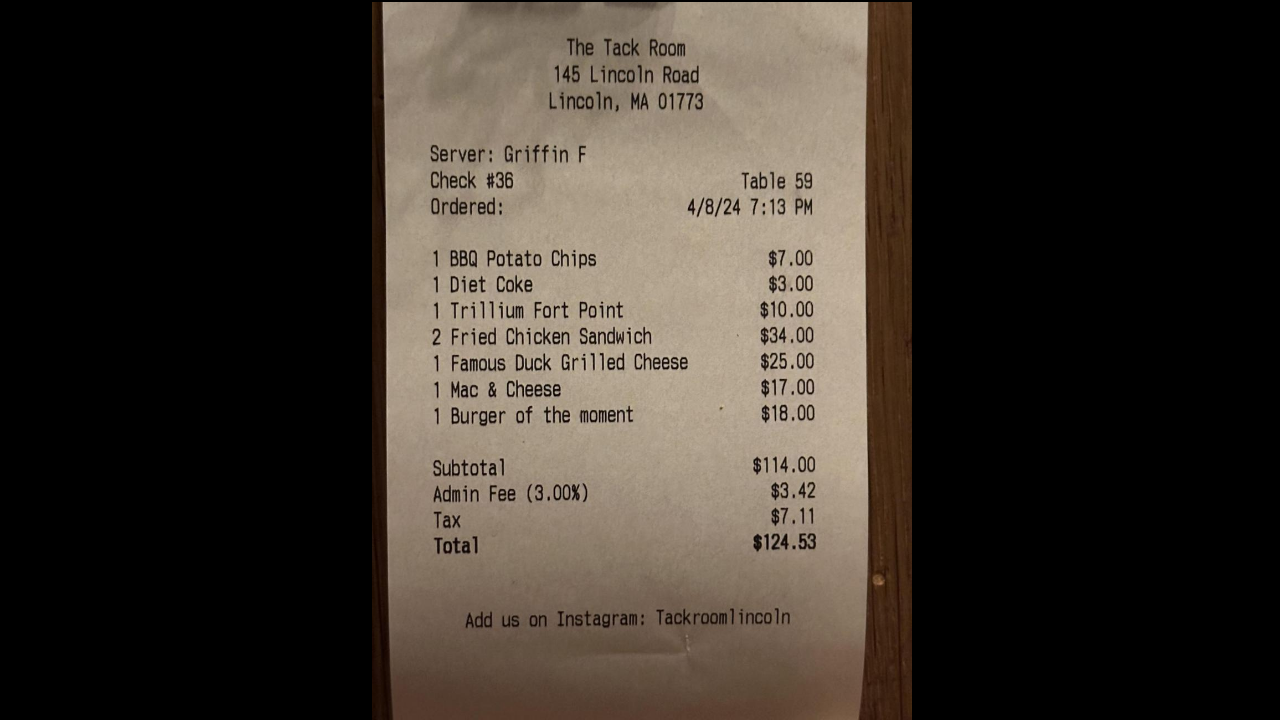 The Tack Room
145 Lincoln Road
Lincoln, MA 01773
Server: Griffin F
Check #36 Table 59
Ordered: 4/8/24 7:13 PM
1 BBQ Potato Chips $7.00
1 Diet Coke $3.00
1 Trillium Fort Point $10.00
2 Fried Chicken Sandwich $34.00
1 Famous Duck Grilled Cheese $25.00
1 Mac & Cheese $17.00
1 Burger of the moment $18.00
Subtotal $114.00
Admin Fee (3.00%) $3.42
Tax $7.11
Total $124.53
Add us on Instagram: Tackroomlincoln